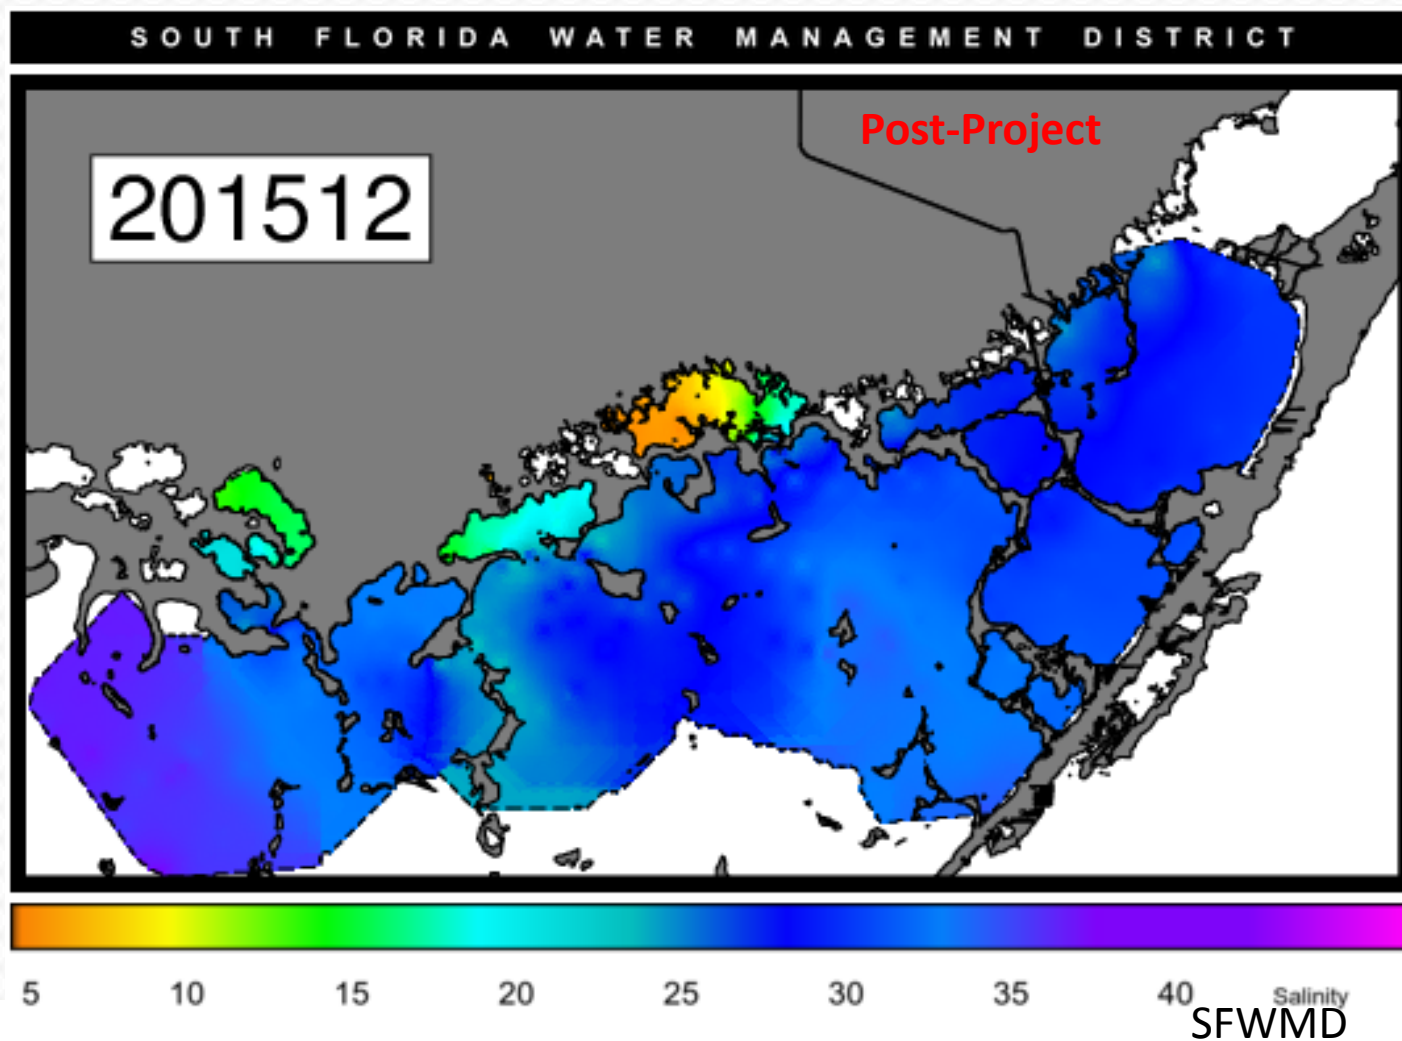 SOUTH FLORIDA WATER MANAGEMENT DISTRICT
Post-Project
201512
5 10 15 20 25 30 35 40 Salinity
SFWMD